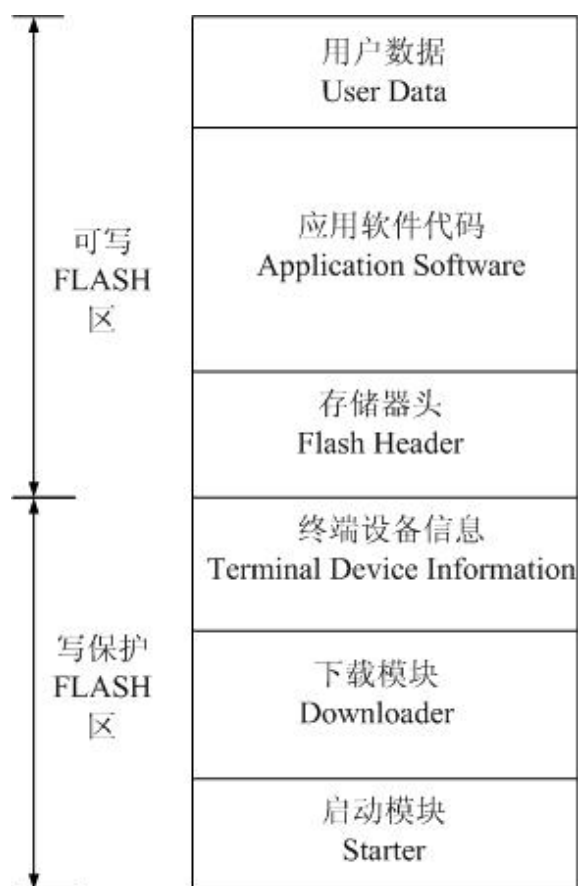 用户数据
User Data
应用软件代码
Application Software
可写
FLASH
区
存储器头
Flash Header
终端设备信息
Terminal Device Information
写保护
FLASH
区
下载模块
Downloader
启动模块
Starter